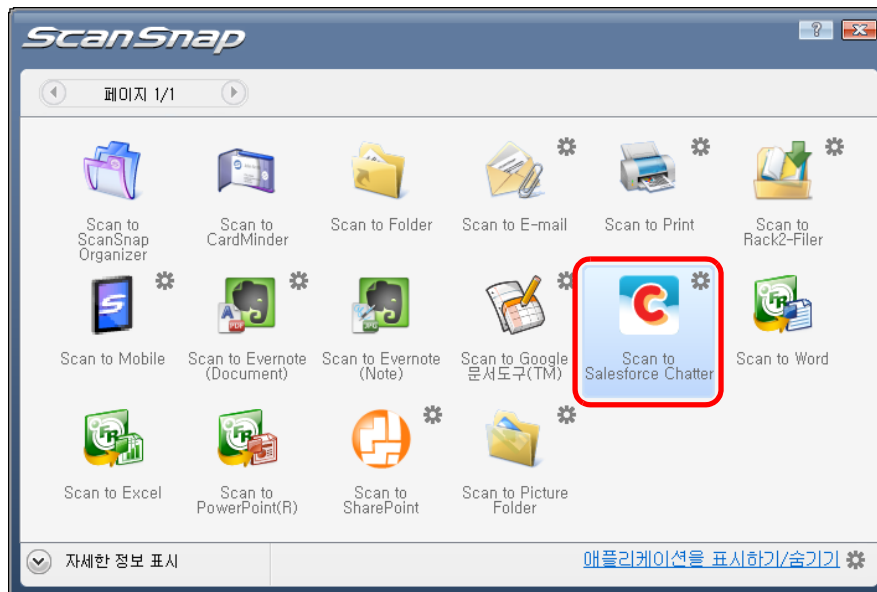 ScanSnap
페이지 1/1
Scan to
ScanSnap
Organizer
Scan to
CardMinder
Scan to Folder
Scan to E-mail
Scan to Print
Scan to
Rack2-Filer
Scan to Mobile
Scan to Evernote
(Document)
Scan to Evernote
(Note)
Scan to Google
문서도구(TM)
Scan to
Salesforce Chatter
Scan to Word
Scan to Excel
Scan to
PowerPoint(R)
Scan to
SharePoint
Scan to Picture
Folder
자세한 정보 표시
애플리케이션을 표시하기/숨기기